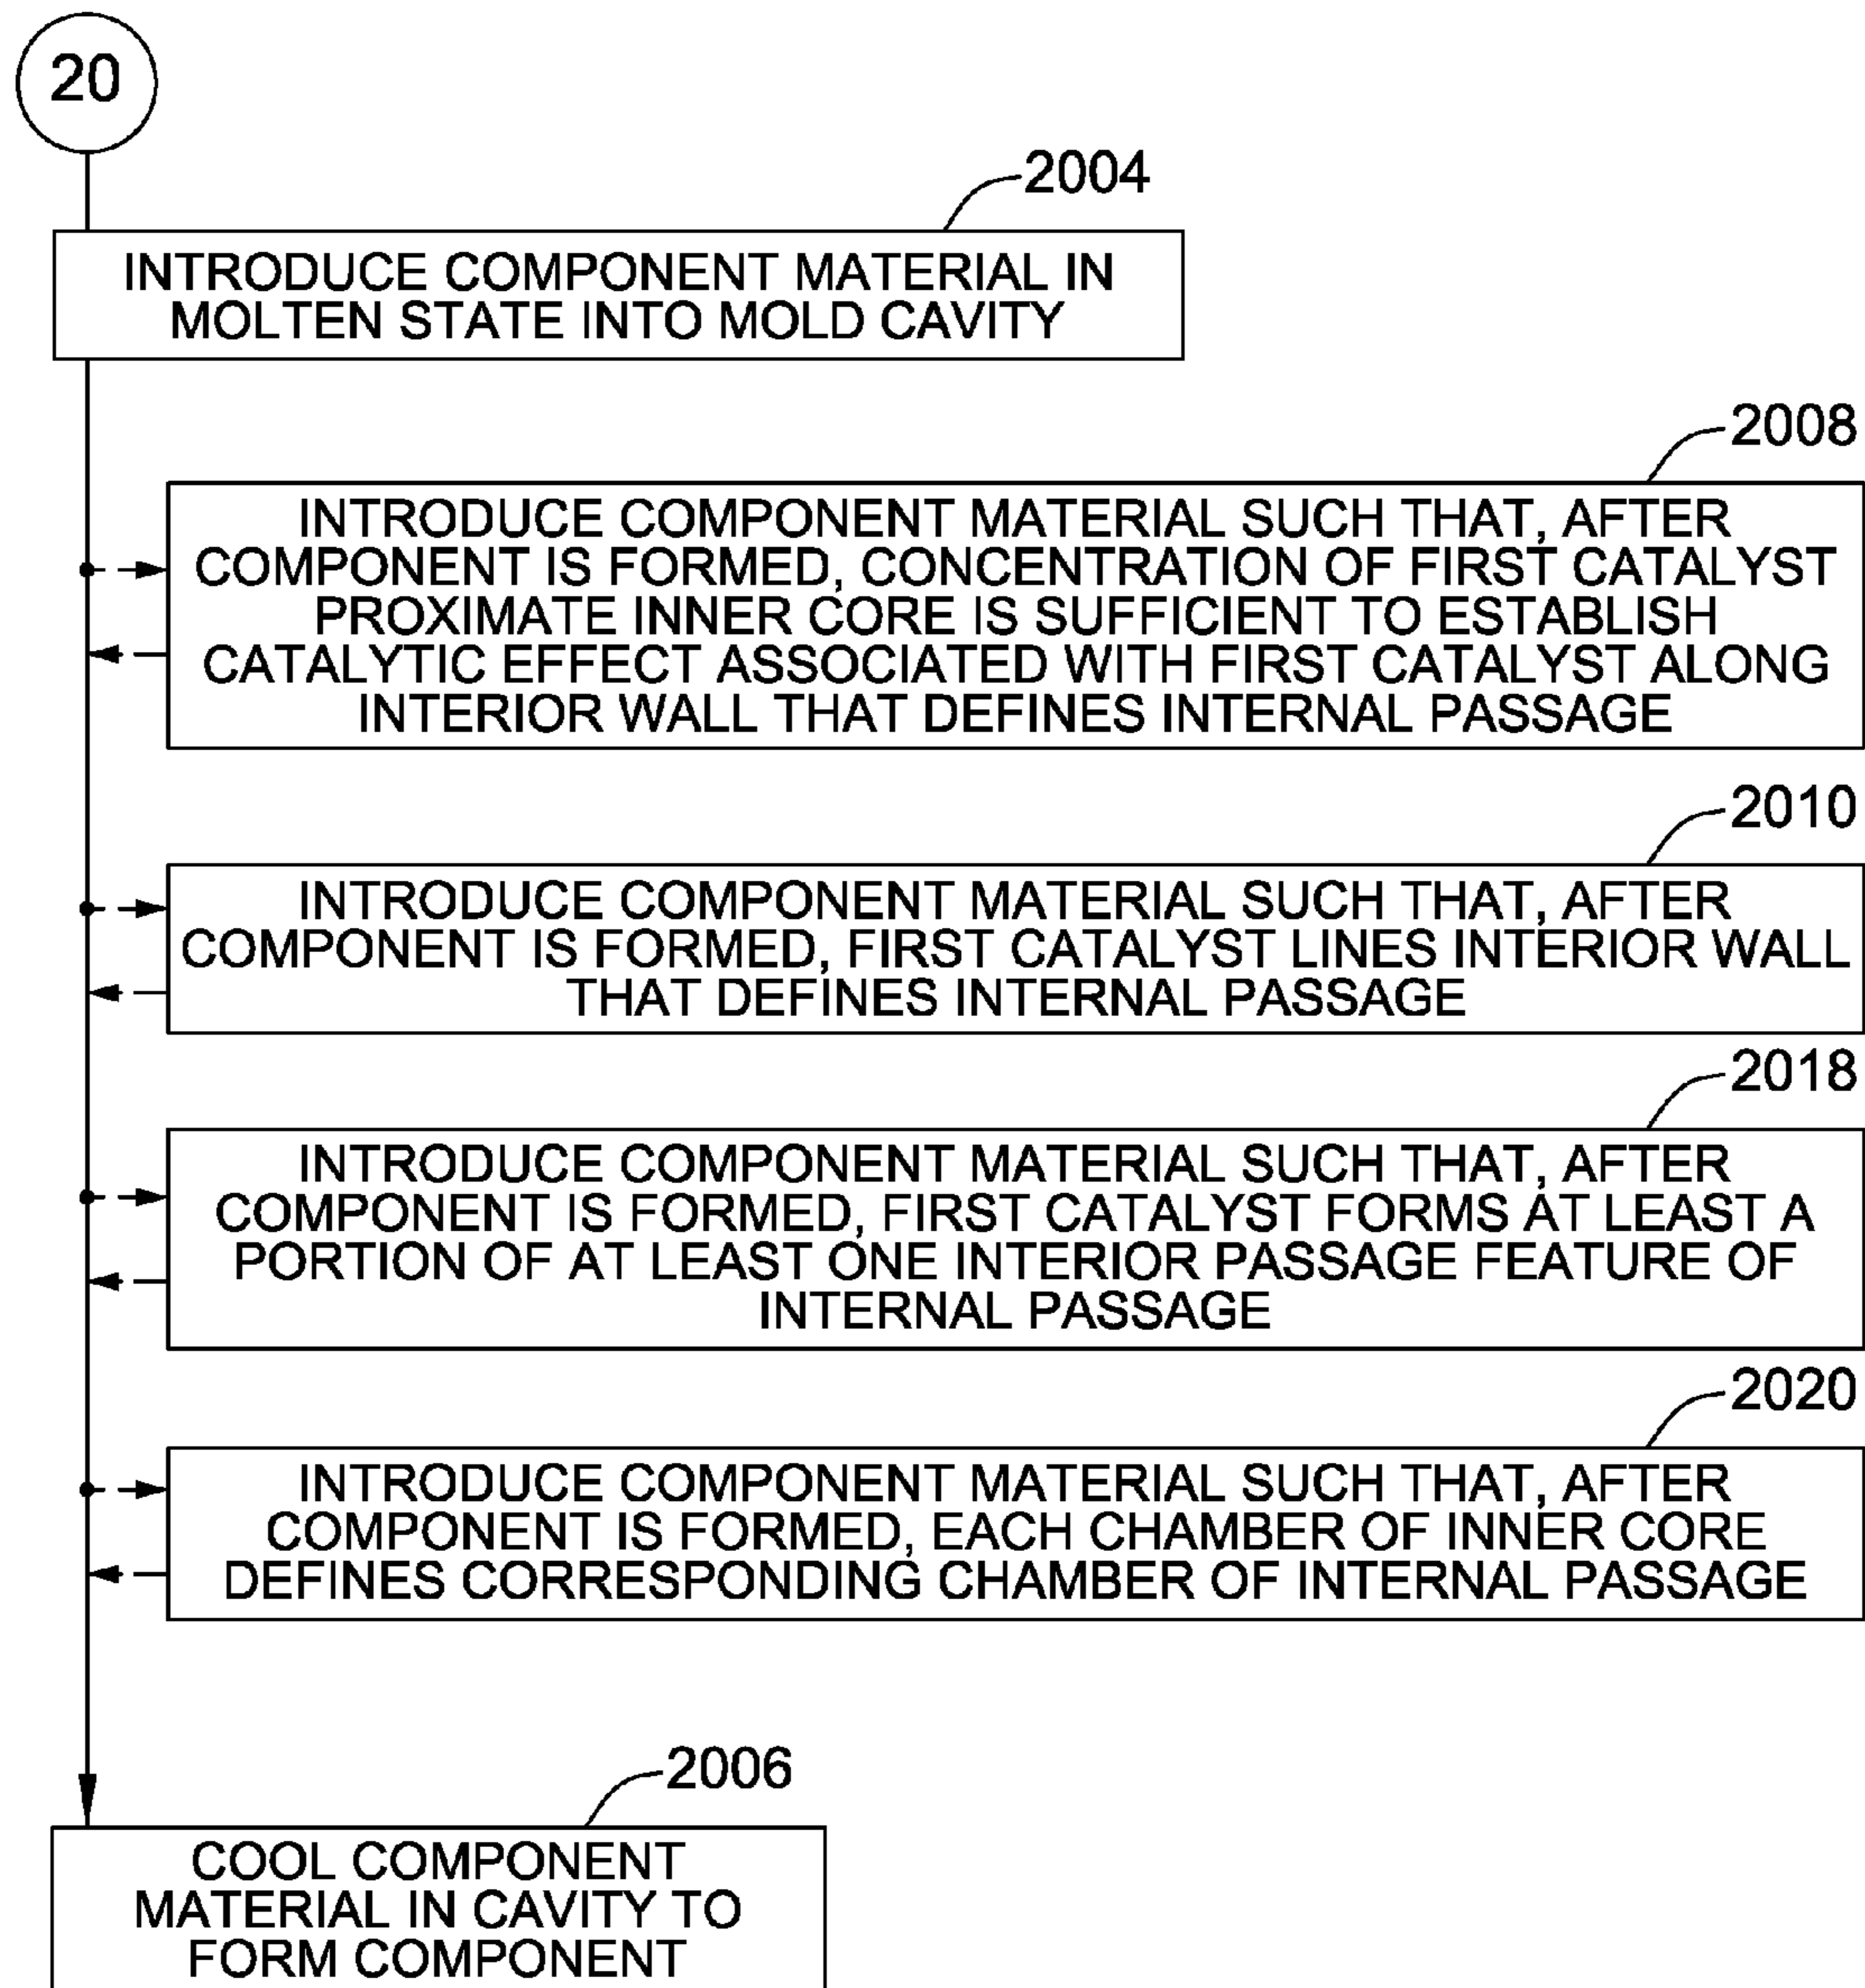 20
2004
INTRODUCE COMPONENT MATERIAL IN
MOLTEN STATE INTO MOLD CAVITY
2008
INTRODUCE COMPONENT MATERIAL SUCH THAT, AFTER
COMPONENT IS FORMED, CONCENTRATION OF FIRST CATALYST
PROXIMATE INNER CORE IS SUFFICIENT TO ESTABLISH
CATALYTIC EFFECT ASSOCIATED WITH FIRST CATALYST ALONG
INTERIOR WALL THAT DEFINES INTERNAL PASSAGE
2010
INTRODUCE COMPONENT MATERIAL SUCH THAT, AFTER
COMPONENT IS FORMED, FIRST CATALYST LINES INTERIOR WALL
THAT DEFINES INTERNAL PASSAGE
2018
INTRODUCE COMPONENT MATERIAL SUCH THAT, AFTER
COMPONENT IS FORMED, FIRST CATALYST FORMS AT LEAST A
PORTION OF AT LEAST ONE INTERIOR PASSAGE FEATURE OF
INTERNAL PASSAGE
2020
INTRODUCE COMPONENT MATERIAL SUCH THAT, AFTER
COMPONENT IS FORMED, EACH CHAMBER OF INNER CORE
DEFINES CORRESPONDING CHAMBER OF INTERNAL PASSAGE
2006
COOL COMPONENT
MATERIAL IN CAVITY TO
FORM COMPONENT